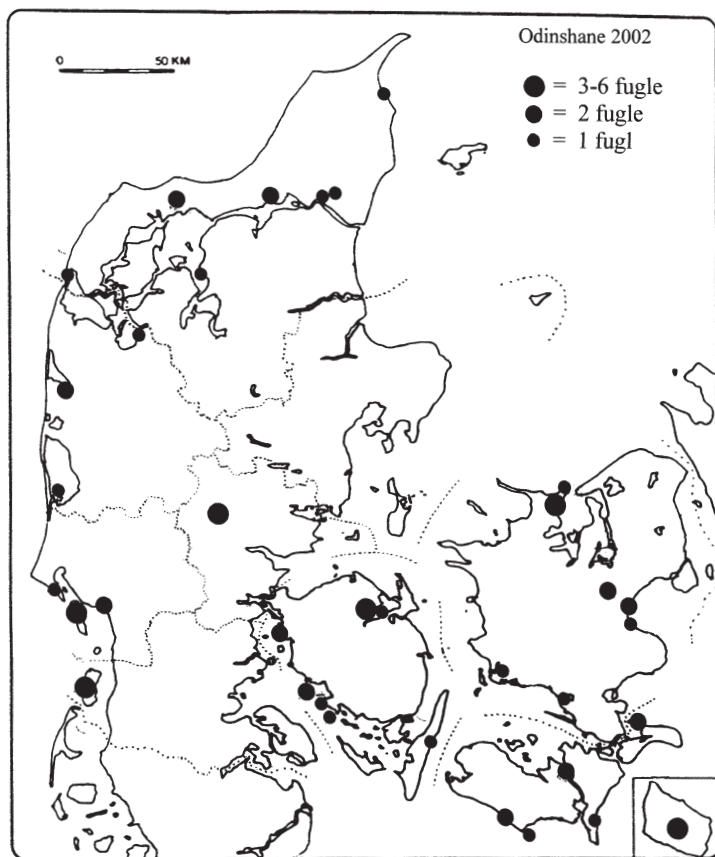 Odinshane 2002
0 50 KM
= 3-6 fugle
= 2 fugle
= 1 fugl